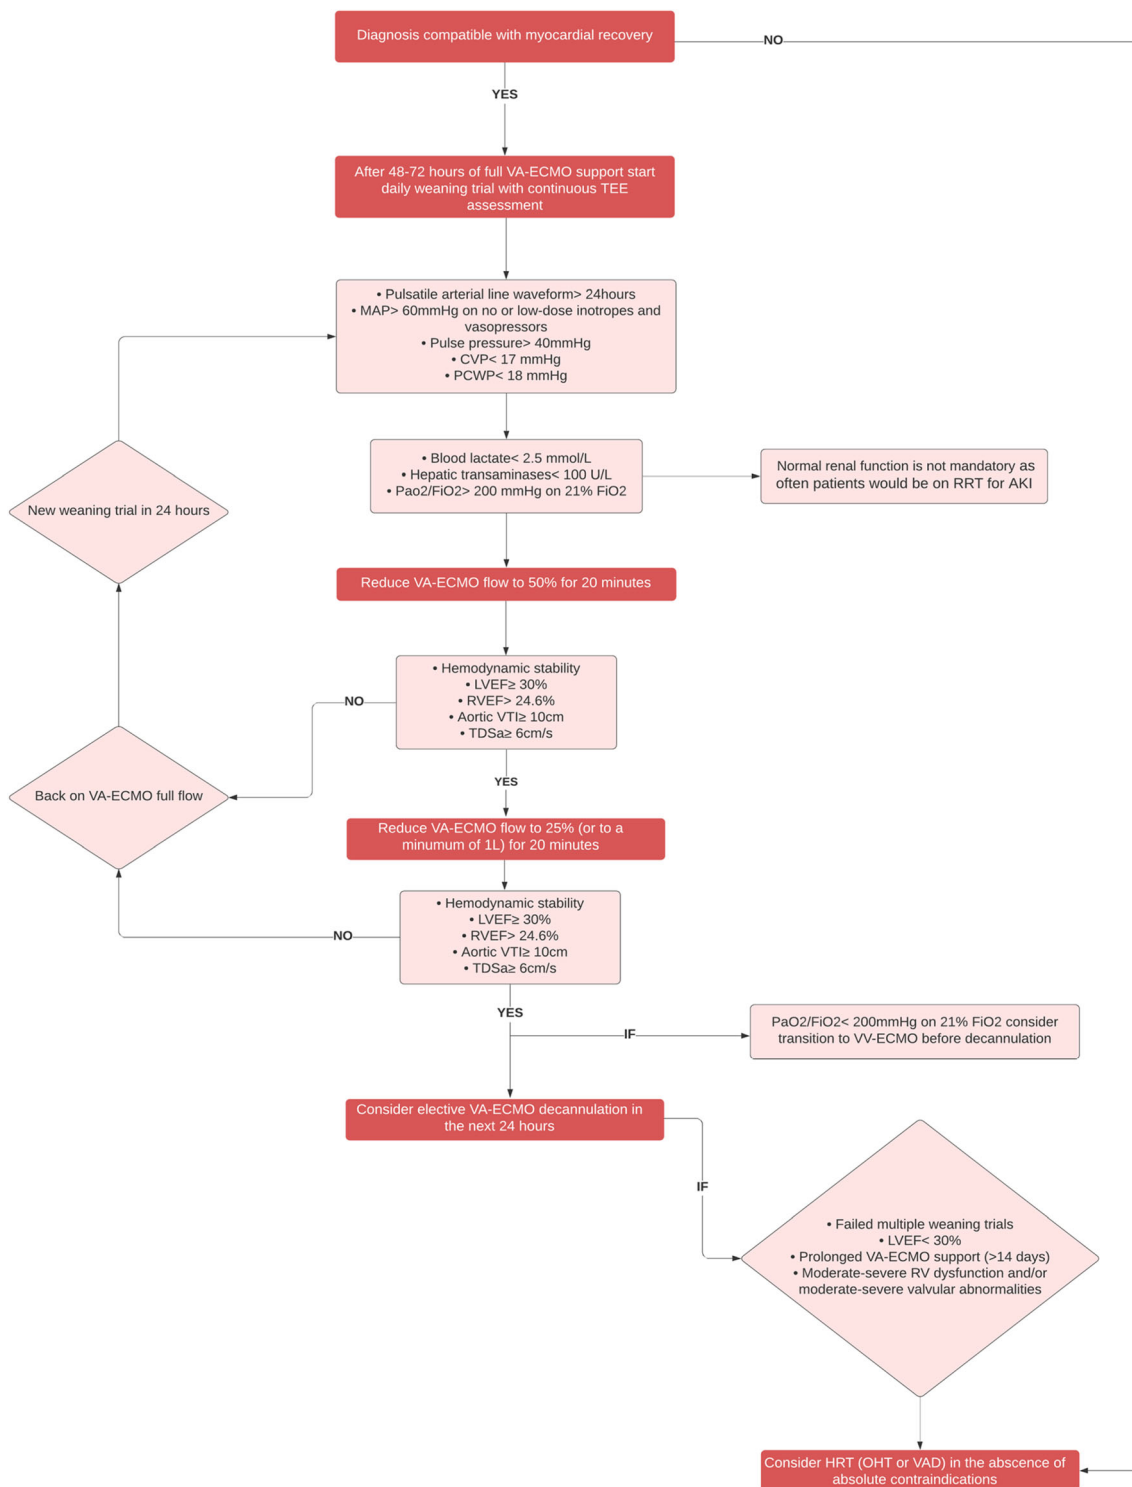 Diagnosis compatible with myocardial recovery
NO
YES
After 48-72 hours of full VA-ECMO support start
daily weaning trial with continuous TEE
assessment
• Pulsatile arterial line waveform> 24hours
• MAP> 60mmHg on no or low-dose inotropes and
vasopressors
• Pulse pressure> 40mmHg
• CVP< 17 mmHg
• PCWP< 18 mmHg
• Blood lactate< 2.5 mmol/L
• Hepatic transaminases< 100 U/L
• Pao2/FiO2> 200 mmHg on 21% FiO2
Normal renal function is not mandatory as
often patients would be on RRT for AKI
New weaning trial in 24 hours
Reduce VA-ECMO flow to 50% for 20 minutes
• Hemodynamic stability
• LVEF≥ 30%
• RVEF> 24.6%
• Aortic VTI≥ 10cm
• TDSa≥ 6cm/s
NO
YES
Back on VA-ECMO full flow
Reduce VA-ECMO flow to 25% (or to a
minumum of 1L) for 20 minutes
• Hemodynamic stability
• LVEF≥ 30%
• RVEF> 24.6%
• Aortic VTI≥ 10cm
• TDSa≥ 6cm/s
NO
YES
IF
PaO2/FiO2< 200mmHg on 21% FiO2 consider
transition to VV-ECMO before decannulation
Consider elective VA-ECMO decannulation in
the next 24 hours
IF
• Failed multiple weaning trials
• LVEF< 30%
• Prolonged VA-ECMO support (>14 days)
• Moderate-severe RV dysfunction and/or
moderate-severe valvular abnormalities
Consider HRT (OHT or VAD) in the abscence of
absolute contraindications